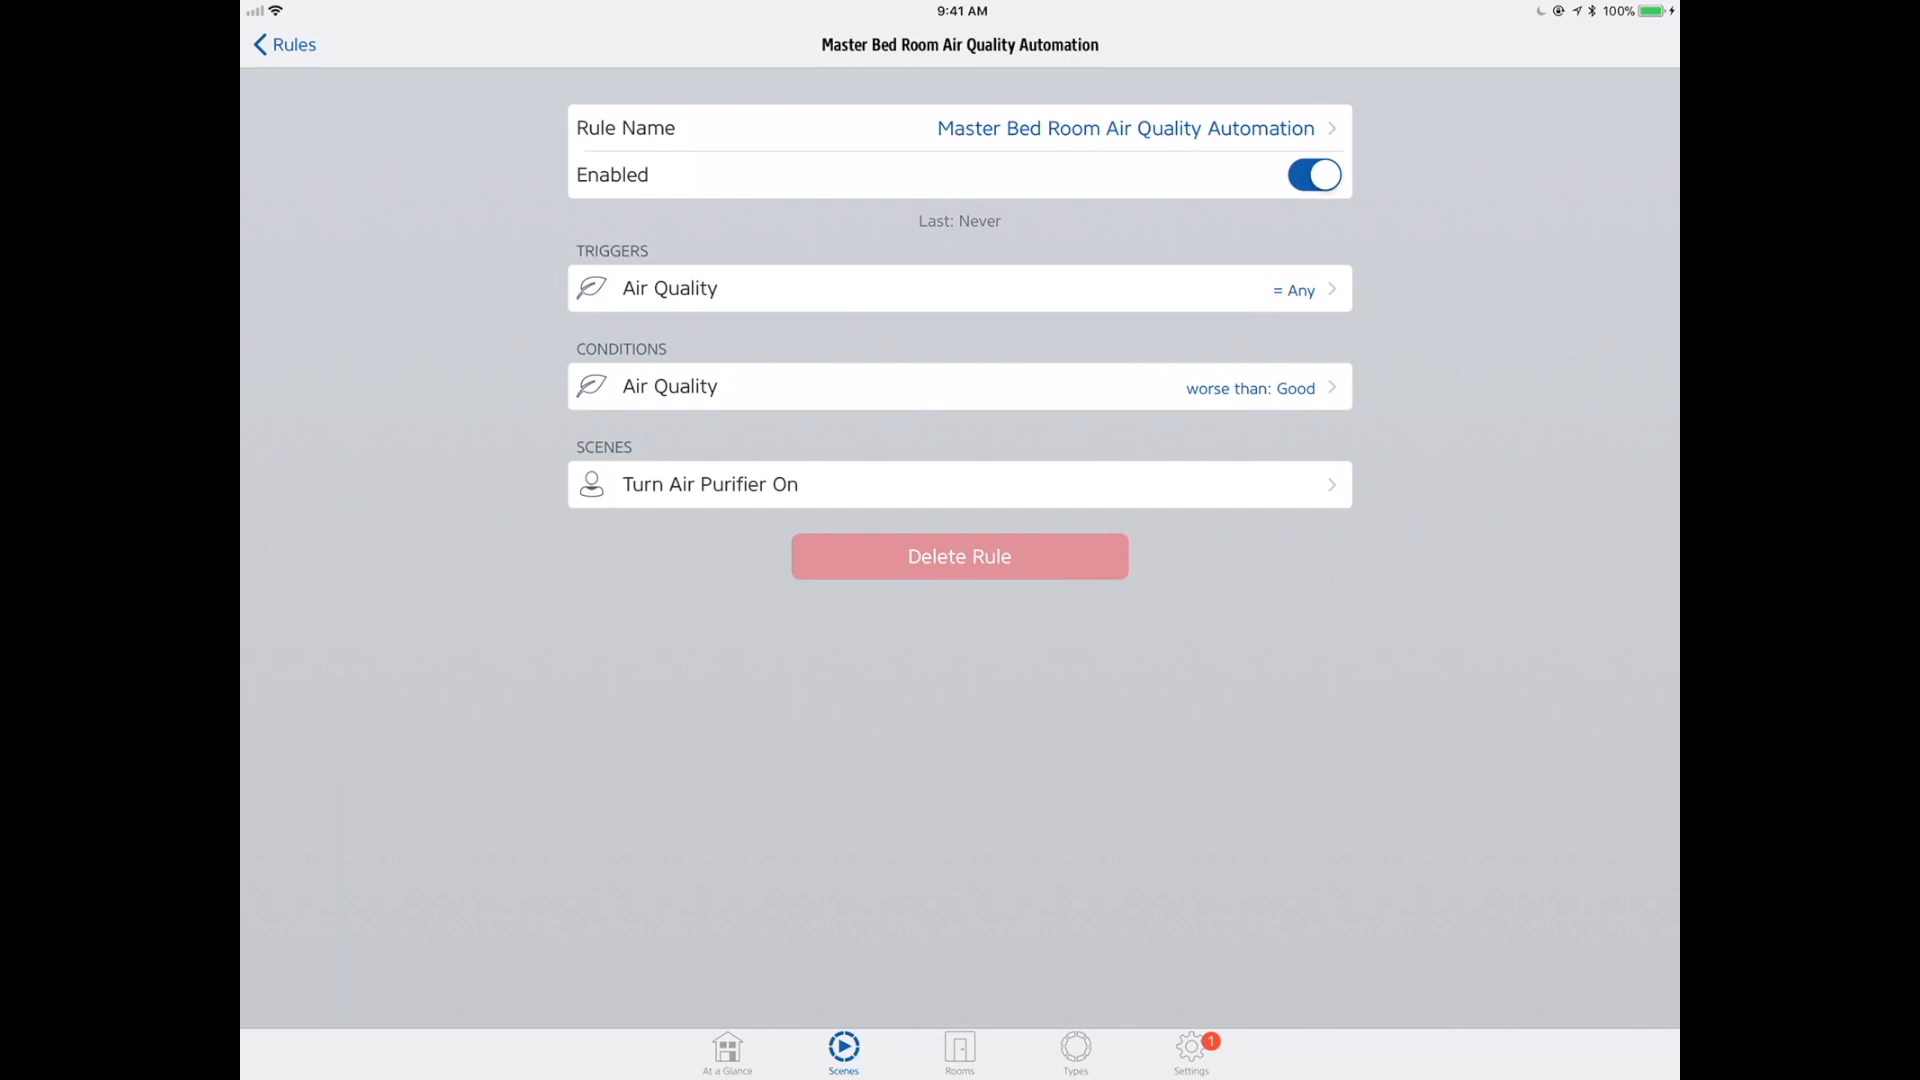 9:41 AM
100%
Rules
Master Bed Room Air Quality Automation
Rule Name
Master Bed Room Air Quality Automation
Enabled
Last: Never
TRIGGERS
Air Quality
= Any
CONDITIONS
Air Quality
worse than: Good
SCENES
Turn Air Purifier On
Delete Rule
1
At a Glance
Scenes
Rooms
Types
Settings